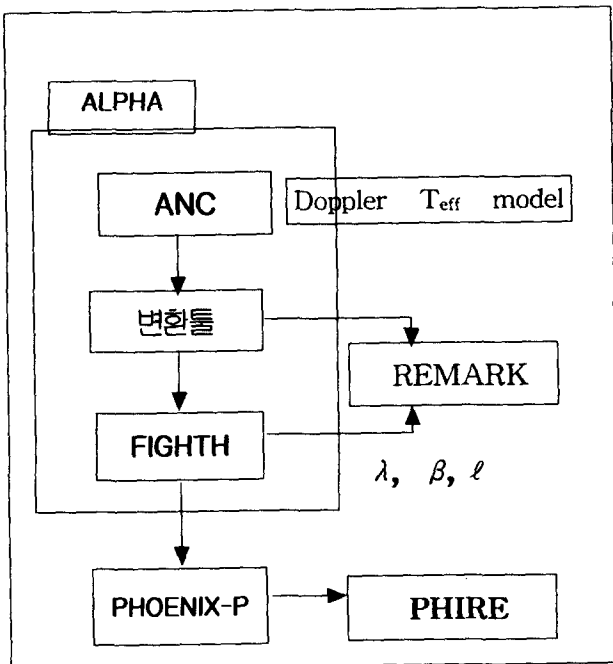 ALPHA
ANC
Doppler Teff model
변환툴
REMARK
FIGHTH
λ, β, ℓ
PHOENIX-P
PHIRE